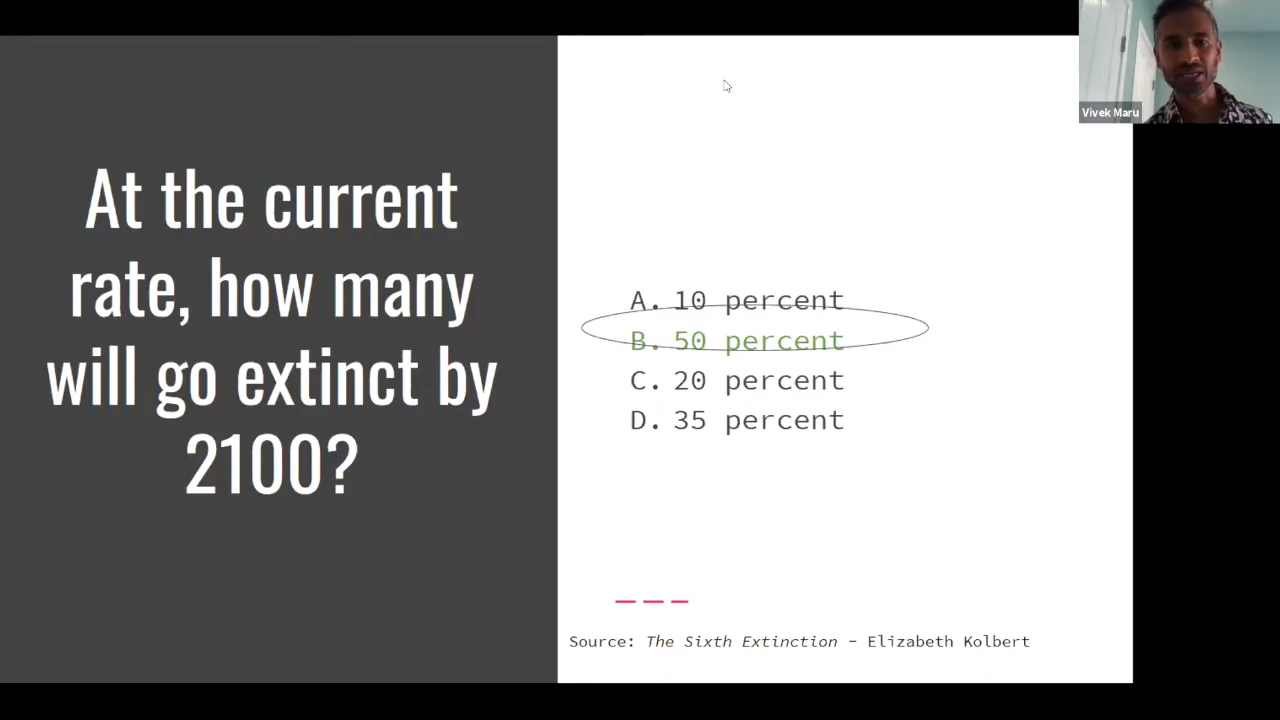 At the current
rate, how many
will go extinct by
2100?
A. 10 percent
B. 50 percent
C. 20 percent
D. 35 percent
Source: The Sixth Extinction - Elizabeth Kolbert
Vivek Maru